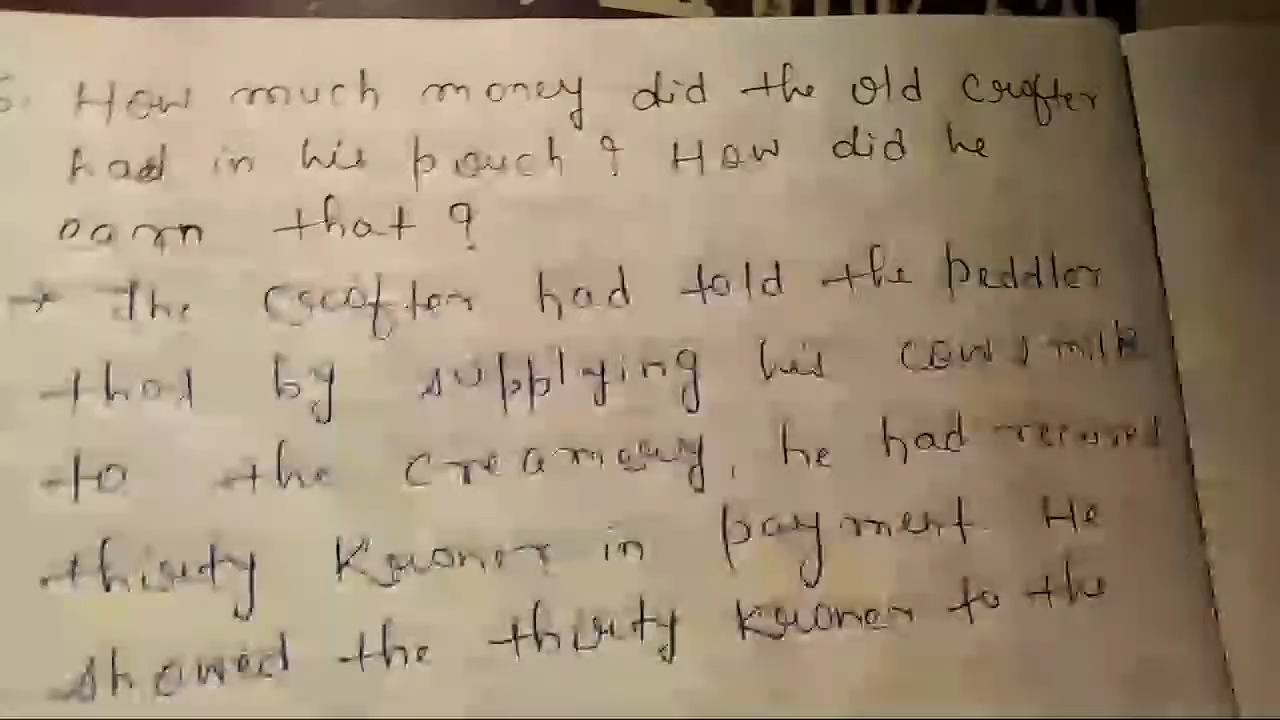 5. How much money did the old crofter
had in his pouch ? How did he
earn that ?
→ The crofter had told the peddler
that by supplying his cow's milk
to the creamery, he had received
thirty Kroner in payment He
showed the thirty Kroner to the